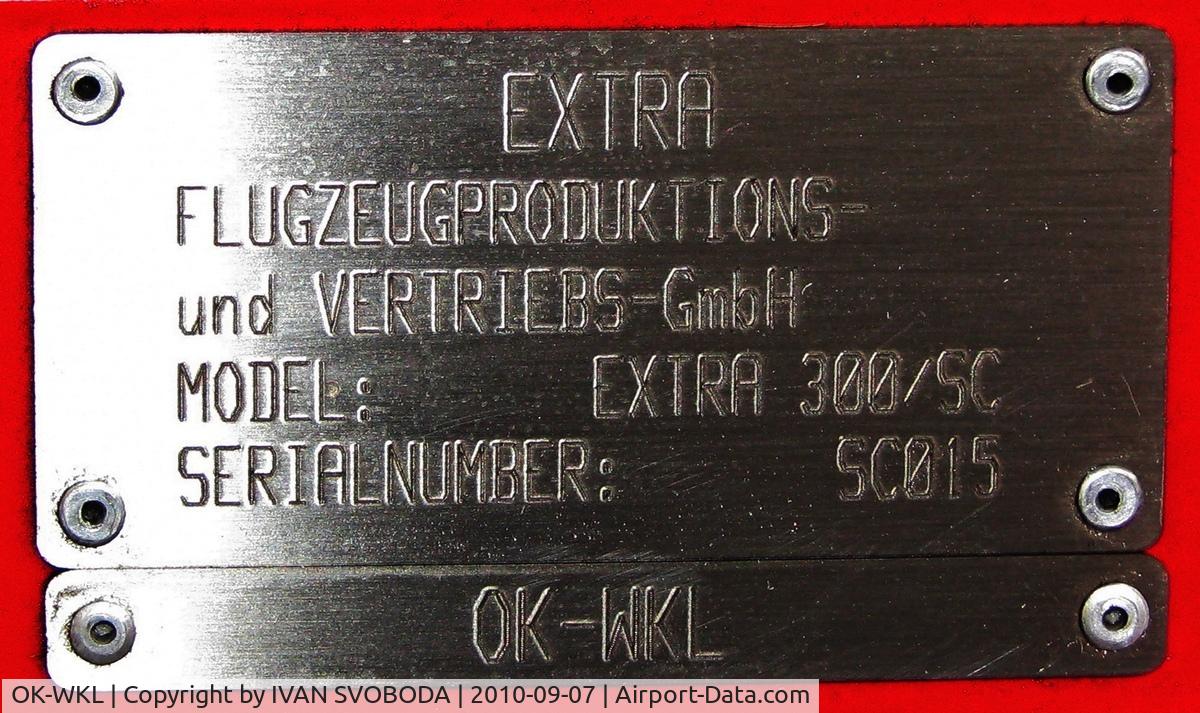 EXTRA
FLUGZEUGPRODUKTIONS-
und VERTRIEBS-GmbH
MODEL: EXTRA 300/SC
SERIALNUMBER: SC015
OK-WKL
OK-WKL | Copyright by IVAN SVOBODA | 2010-09-07 | Airport-Data.com